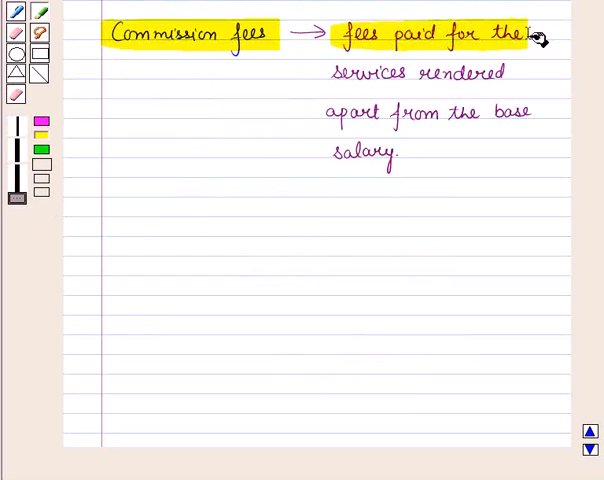 Commission fees → fees paid for the
services rendered
apart from the base
salary.